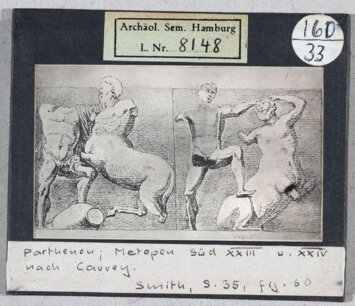 Archäol. Sem. Hamburg
L. Nr. 8148
160
33
Parthenon; Metopen Süd XXIII u. XXIV
nach Carrey.
Smith, S. 35, fig. 60